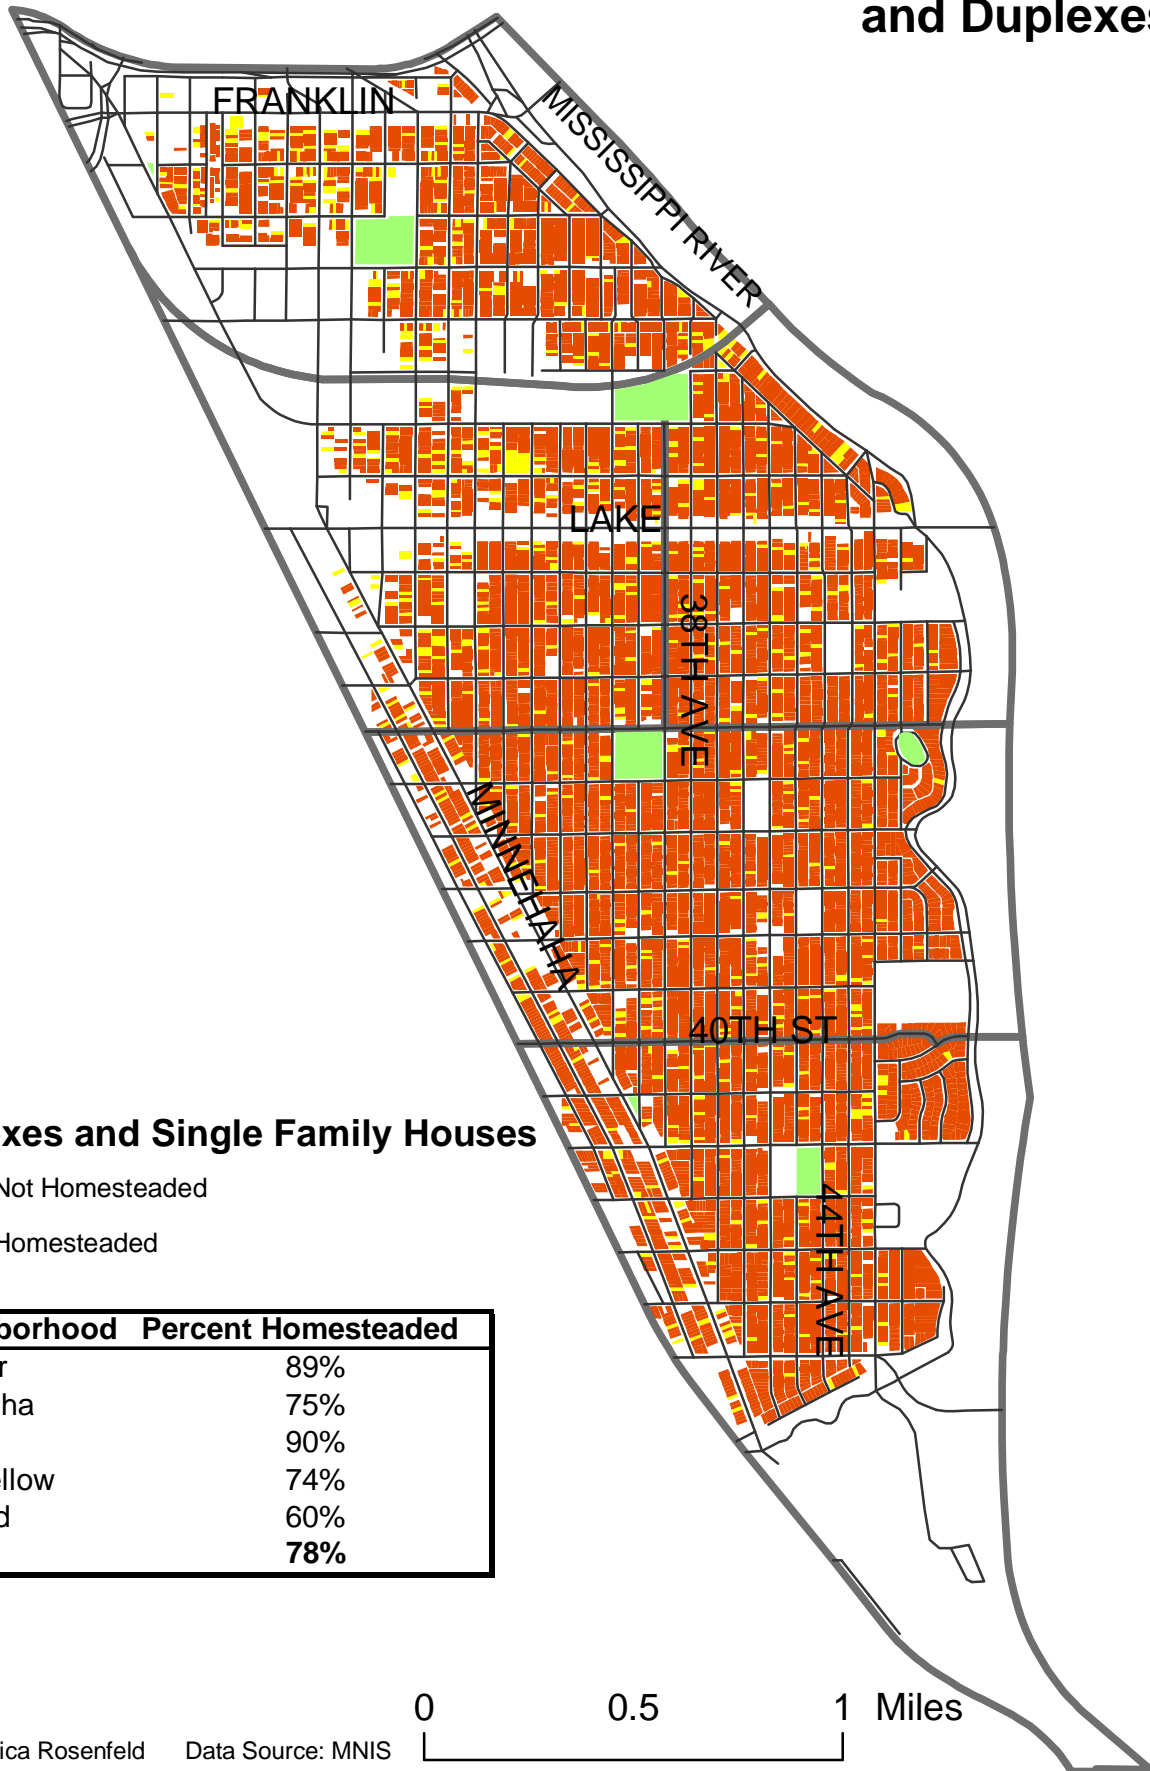 and Duplexes
FRANKLIN
MISSISSIPPI RIVER
LAKE
38TH AVE
MINNEHAHA
40TH ST
44TH AVE
xes and Single Family Houses
Not Homesteaded
Homesteaded
borhood Percent Homesteaded
r 89%
ha 75%
90%
ellow 74%
d 60%
78%
0 0.5 1 Miles
ica Rosenfeld Data Source: MNIS